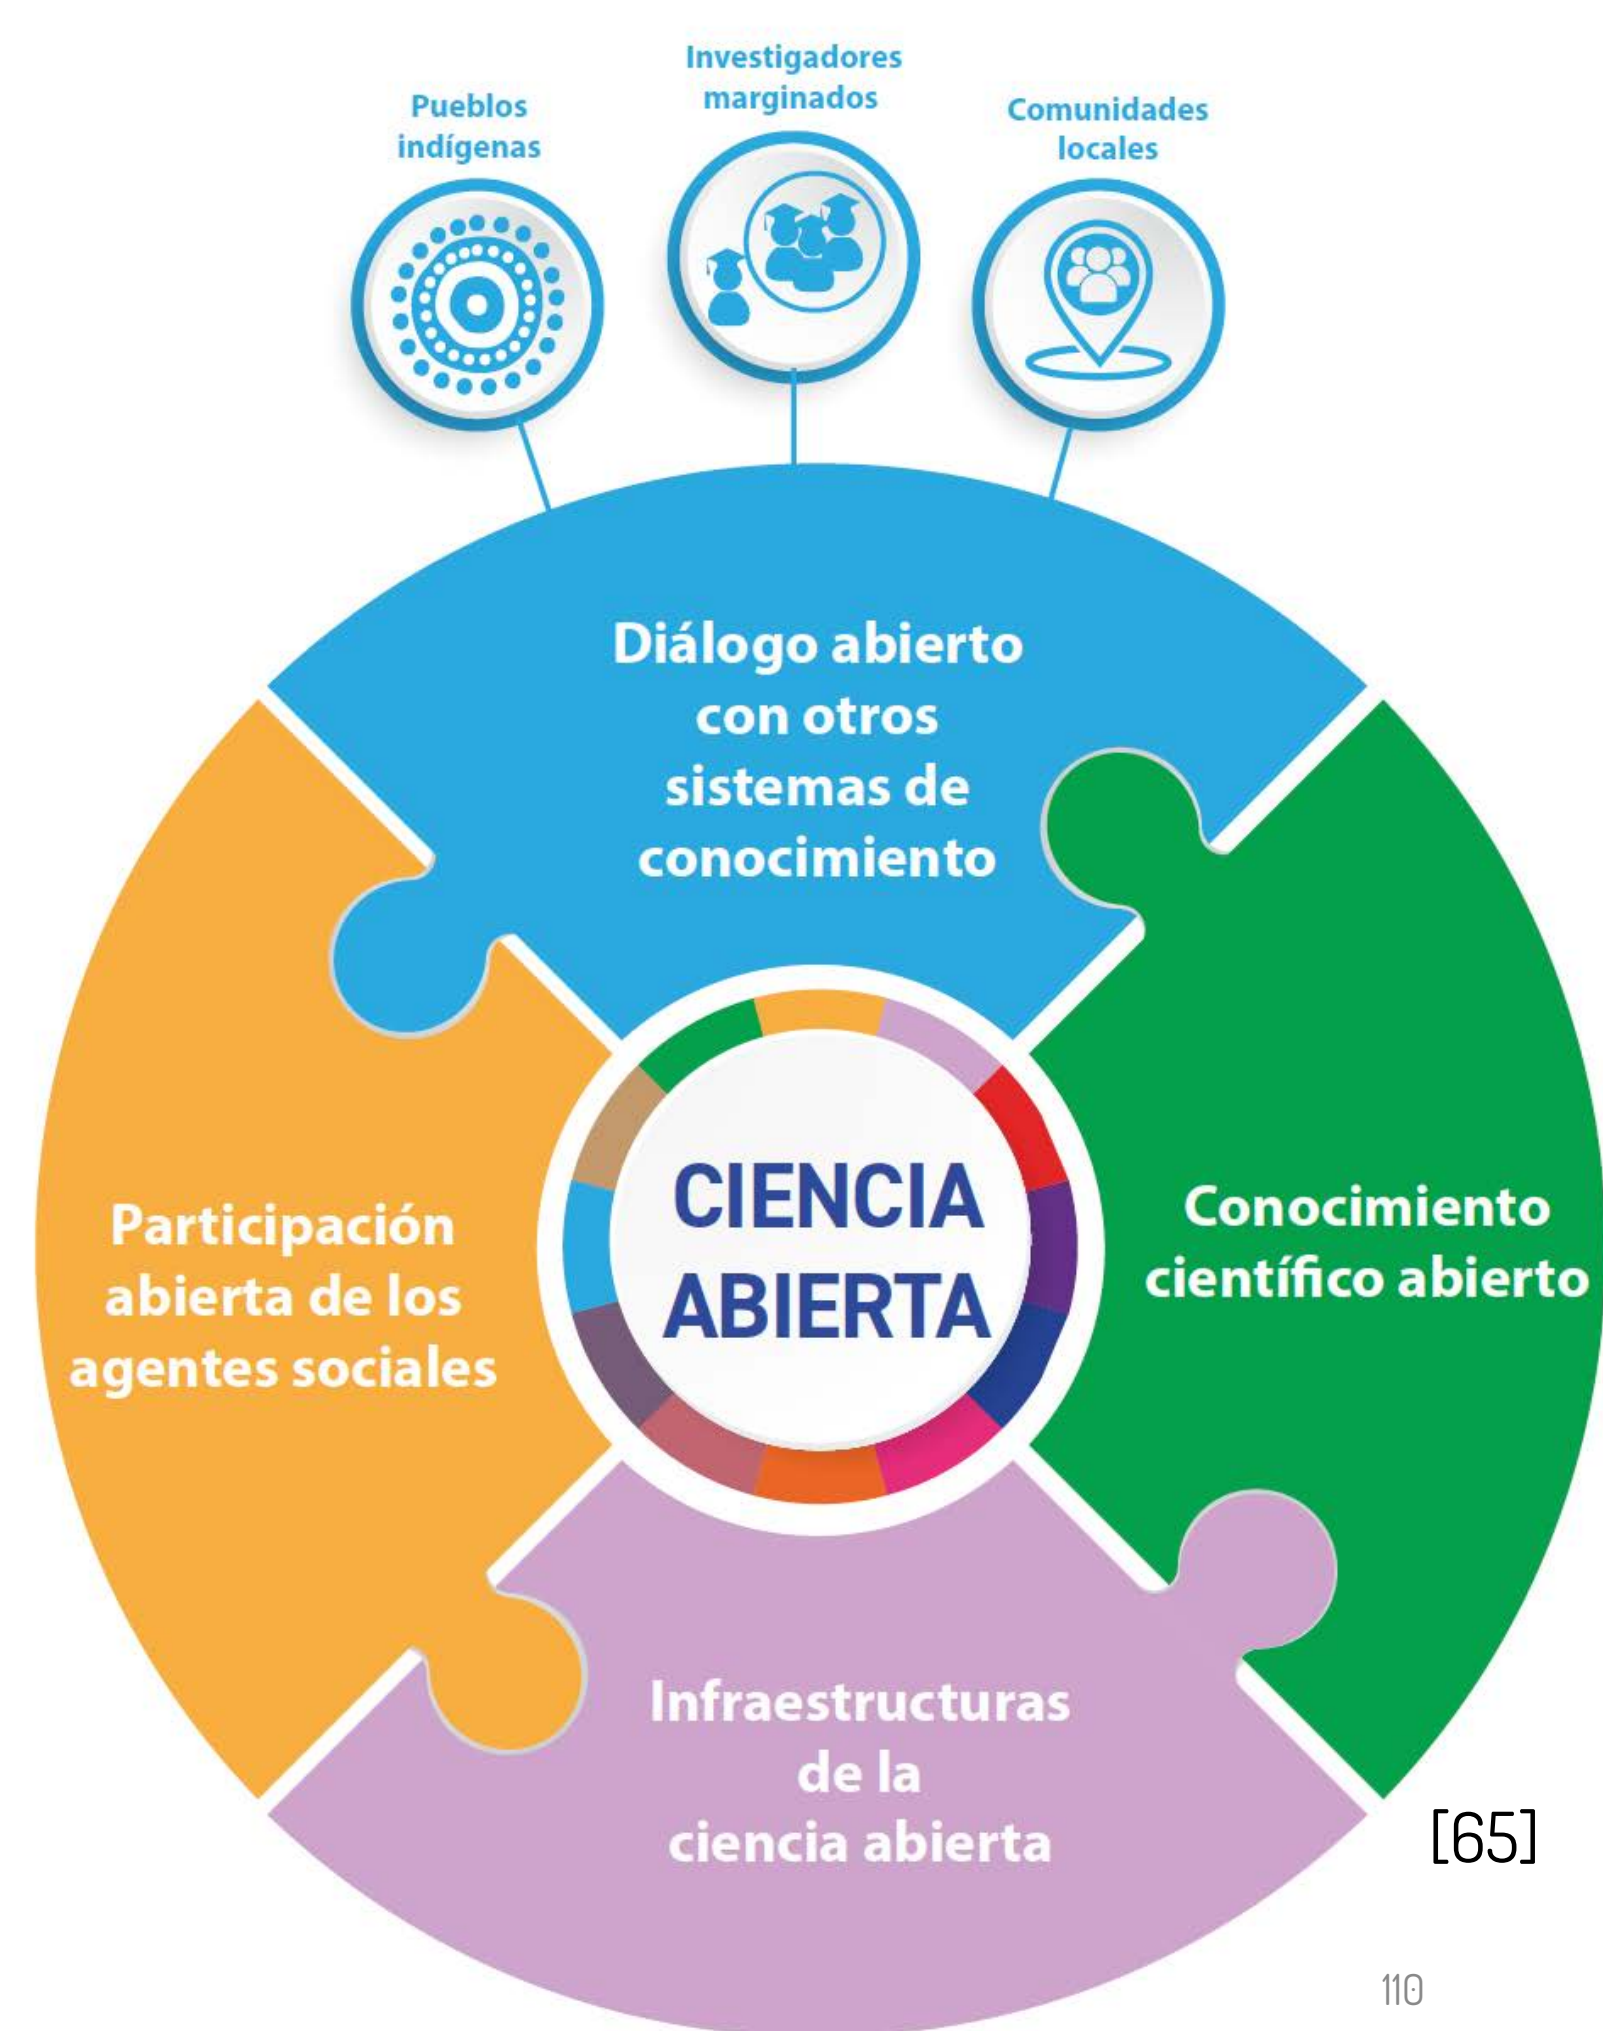 Pueblos
indígenas
Investigadores
marginados
Comunidades
locales
Diálogo abierto
con otros
sistemas de
conocimiento
Participación
abierta de los
agentes sociales
CIENCIA
ABIERTA
Conocimiento
científico abierto
Infraestructuras
de la
ciencia abierta
[65]
110